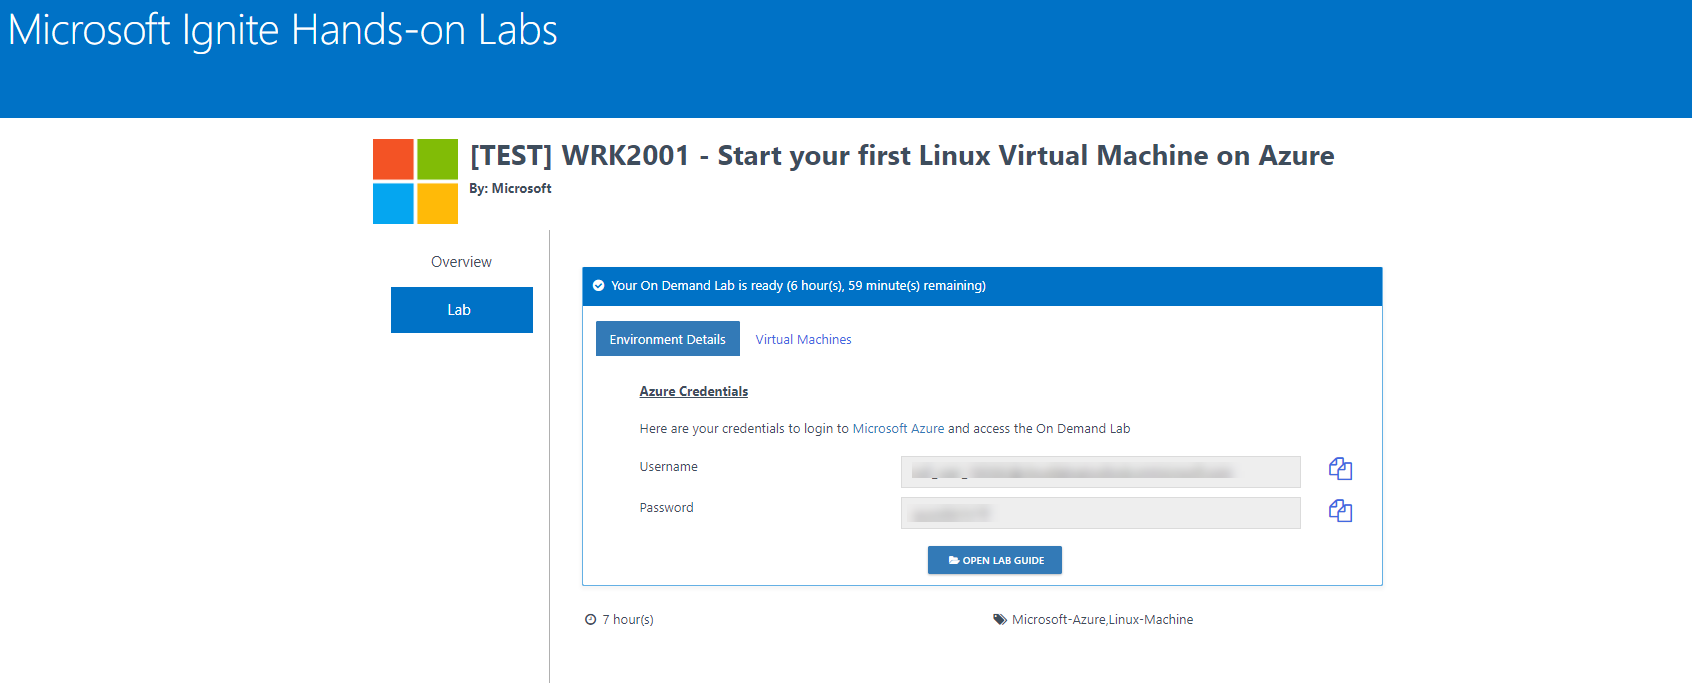 Microsoft Ignite Hands-on Labs
[TEST] WRK2001 - Start your first Linux Virtual Machine on Azure
By: Microsoft
Overview
Lab
Your On Demand Lab is ready (6 hour(s), 59 minute(s) remaining)
Environment Details
Virtual Machines
Azure Credentials
Here are your credentials to login to Microsoft Azure and access the On Demand Lab
Username
Password
OPEN LAB GUIDE
7 hour(s)
Microsoft-Azure,Linux-Machine